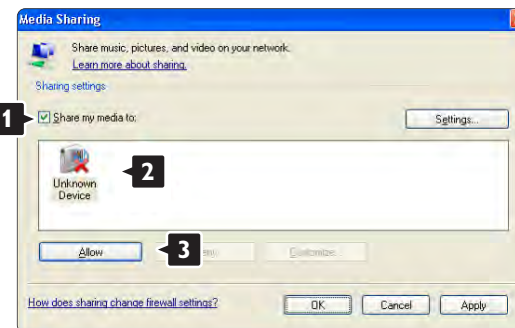 Media Sharing
Share music, pictures, and video on your network.
Learn more about sharing.
Sharing settings
1
Share my media to:
Settings...
Unknown
Device
2
Allow
3
Customize...
How does sharing change firewall settings?
OK
Cancel
Apply